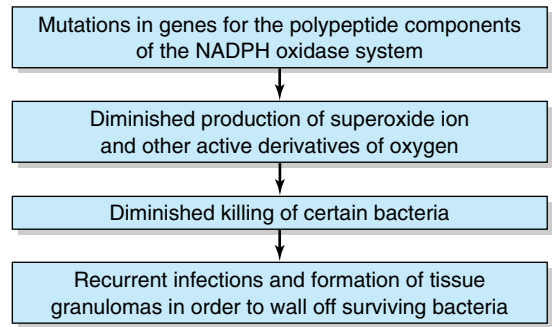 Mutations in genes for the polypeptide components
of the NADPH oxidase system
Diminished production of superoxide ion
and other active derivatives of oxygen
Diminished killing of certain bacteria
Recurrent infections and formation of tissue
granulomas in order to wall off surviving bacteria